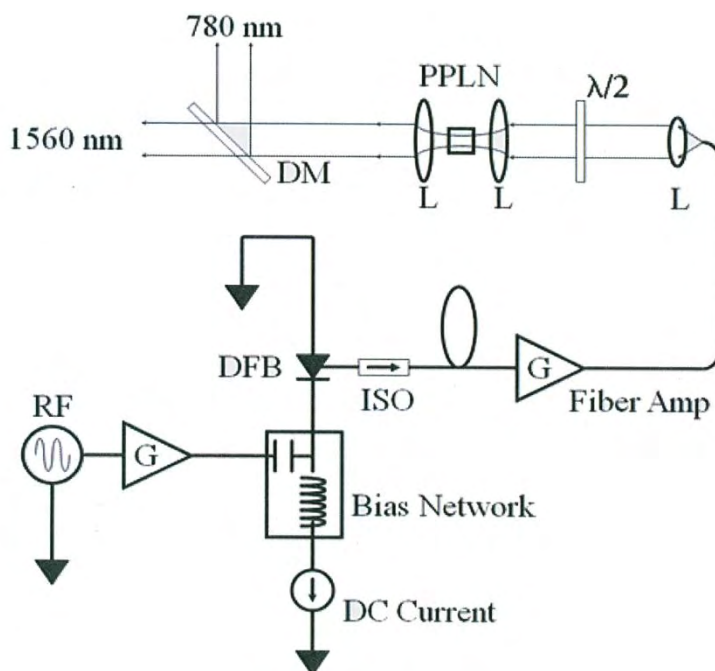 780 nm
PPLN
λ/2
1560 nm
DM
L
L
L
DFB
ISO
G
Fiber Amp
RF
G
Bias Network
DC Current